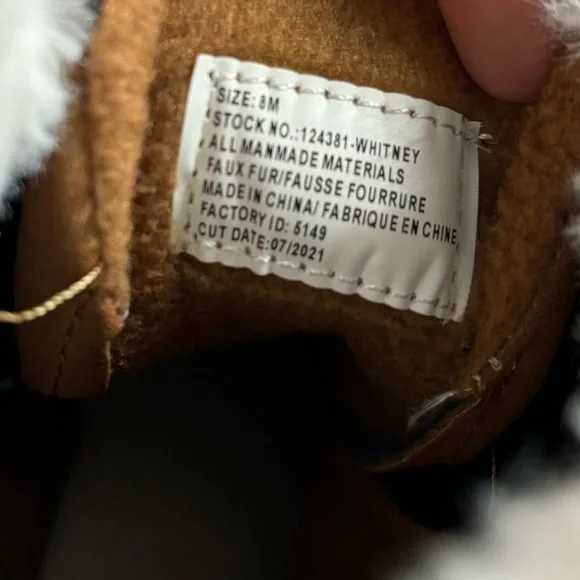 SIZE: 8M
STOCK NO.:124381-WHITNEY
ALL MANMADE MATERIALS
FAUX FUR/FAUSSE FOURRURE
MADE IN CHINA/ FABRIQUE EN CHINE
FACTORY ID: 5149
CUT DATE:07/2021